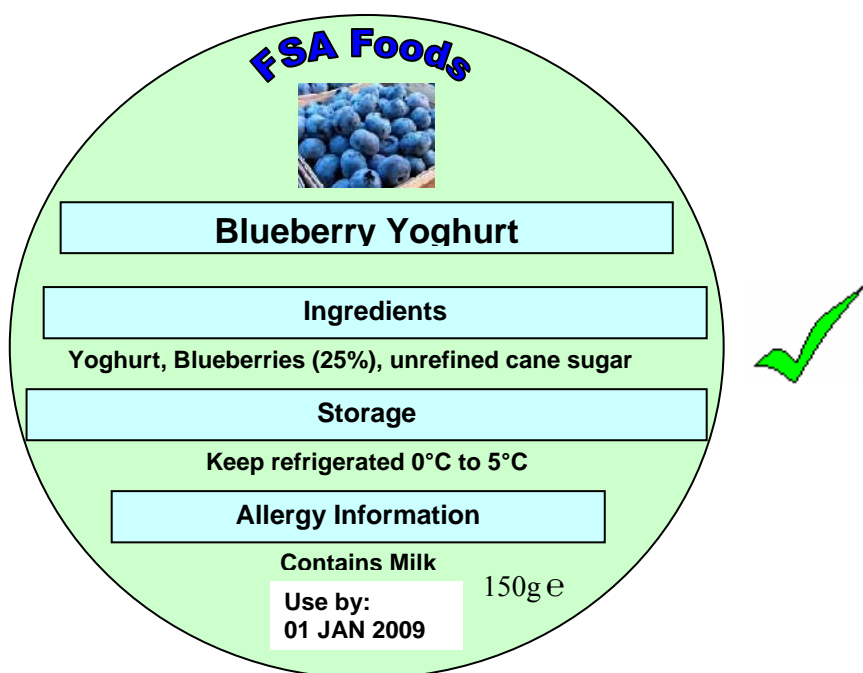 FSA Foods
Blueberry Yoghurt
Ingredients
Yoghurt, Blueberries (25%), unrefined cane sugar
Storage
Keep refrigerated 0°C to 5°C
Allergy Information
Contains Milk
150g ℮
Use by:
01 JAN 2009